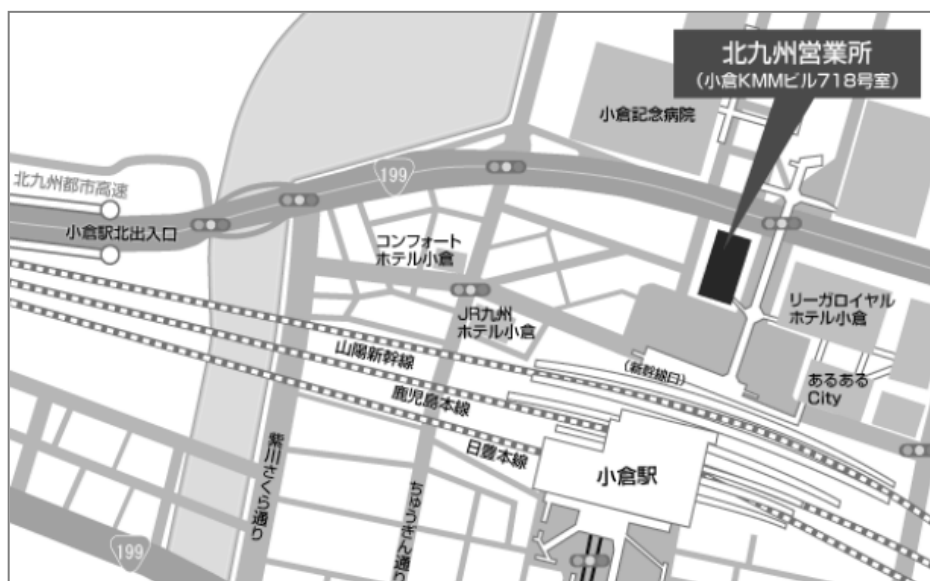 北九州営業所
(小倉KMMビル718号室)
小倉記念病院
199
北九州都市高速
小倉駅北出入口
コンフォート
ホテル小倉
JR九州
ホテル小倉
リーガロイヤル
ホテル小倉
あるある
City
(新幹線口)
山陽新幹線
鹿児島本線
日豊本線
小倉駅
紫川さくら通り
ちゅうぎん通り
199